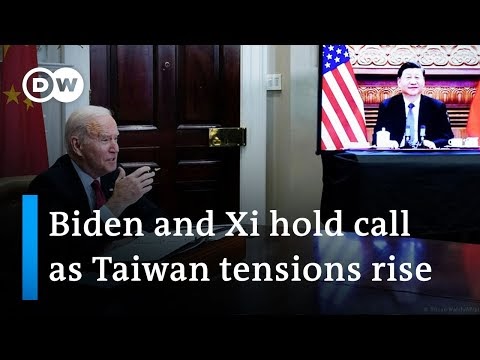 DW
Biden and Xi hold call
as Taiwan tensions rise